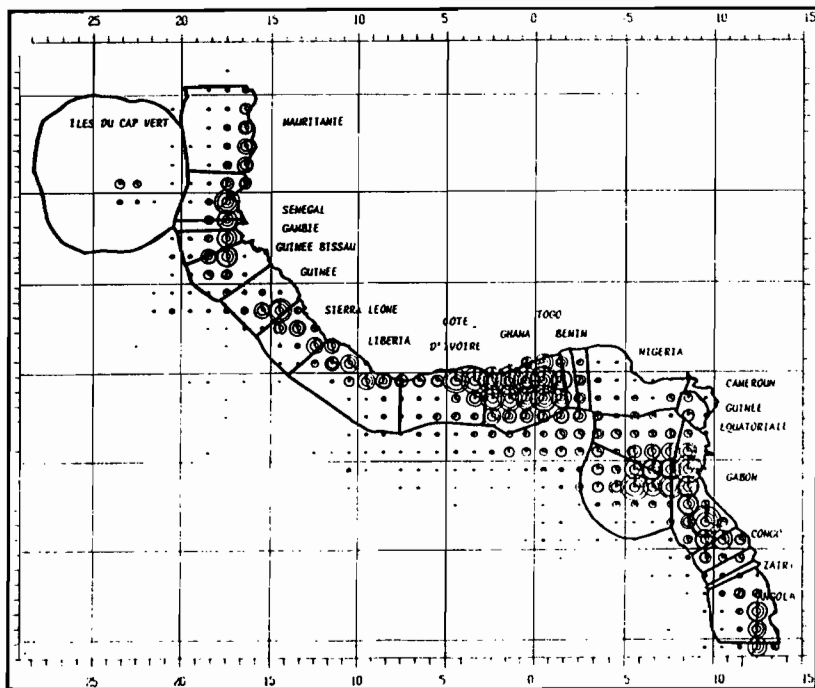 25 20 15 10 5 0 5 10 15
ILES DU CAP VERT
MAURITANIE
SENEGAL
GAMBIE
GUINEE BISSAU
GUINEE
SIERRA LEONE
LIBERIA
COTE
D'IVOIRE
GHANA
TOGO
BENIN
NIGERIA
CAMEROUN
GUINEE
EQUATORIALE
GABON
CONGO
ZAIRE
ANGOLA
25 20 15 10 5 0 5 10 15